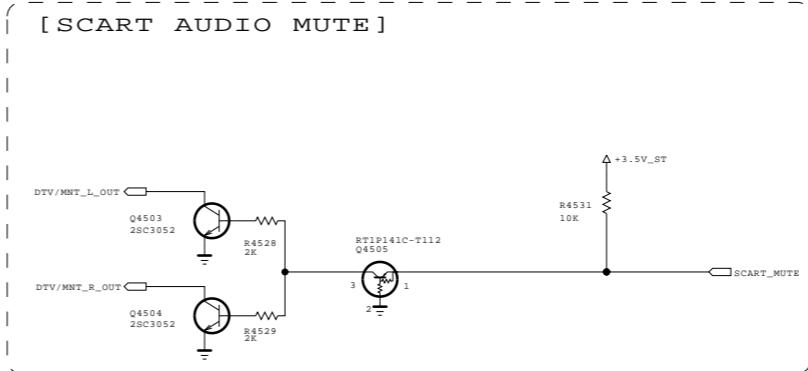 [SCART AUDIO MUTE]
+3.5V_ST
DTV/MNT_L_OUT
R4531
10K
Q4503
2SC3052
R4528
2K
RT1P141C-T112
Q4505
SCART_MUTE
3
1
2
DTV/MNT_R_OUT
Q4504
2SC3052
R4529
2K